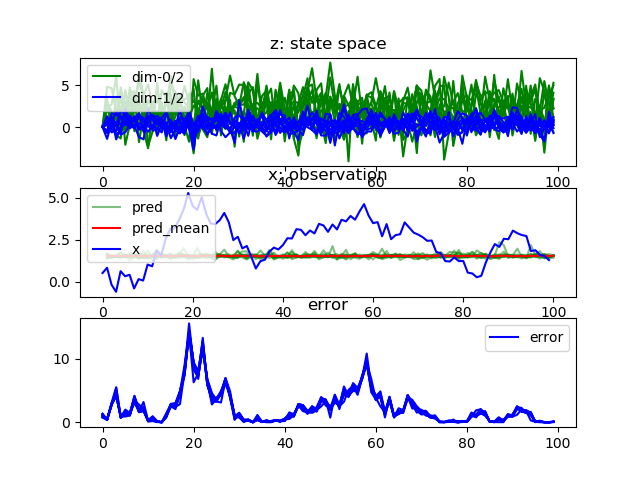 z: state space
5
0
dim-0/2
dim-1/2
0 20 40 60 80 100
x: observation
5.0
2.5
0.0
pred
pred_mean
x
0 20 40 60 80 100
error
10
0
error
0 20 40 60 80 100